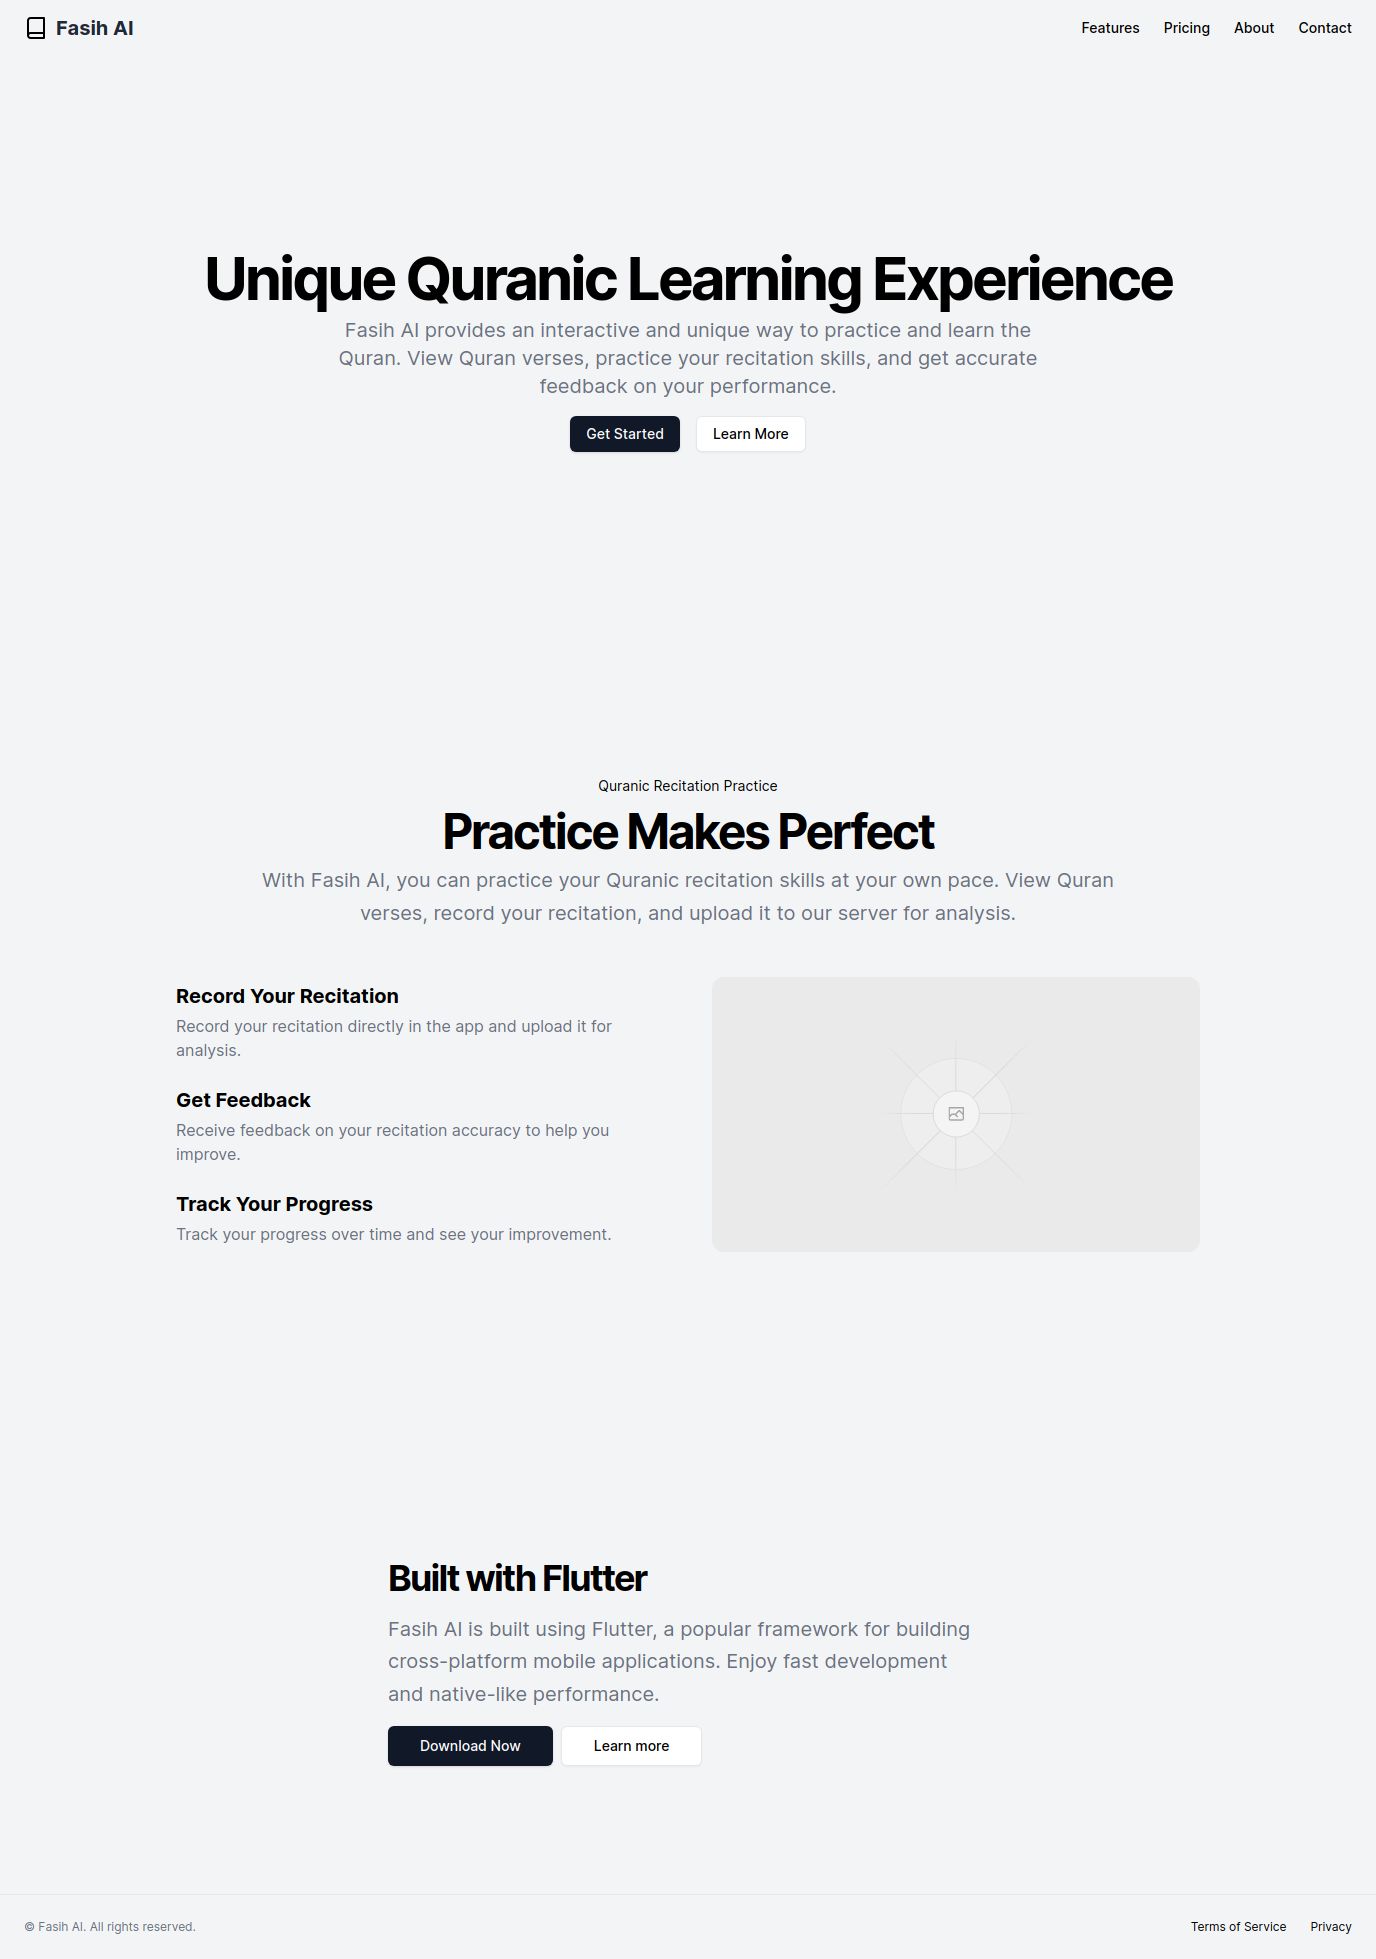 Fasih AI
Features
Pricing
About
Contact
Unique Quranic Learning Experience
Fasih AI provides an interactive and unique way to practice and learn the
Quran. View Quran verses, practice your recitation skills, and get accurate
feedback on your performance.
Get Started
Learn More
Quranic Recitation Practice
Practice Makes Perfect
With Fasih AI, you can practice your Quranic recitation skills at your own pace. View Quran
verses, record your recitation, and upload it to our server for analysis.
Record Your Recitation
Record your recitation directly in the app and upload it for
analysis.
Get Feedback
Receive feedback on your recitation accuracy to help you
improve.
Track Your Progress
Track your progress over time and see your improvement.
Built with Flutter
Fasih AI is built using Flutter, a popular framework for building
cross-platform mobile applications. Enjoy fast development
and native-like performance.
Download Now
Learn more
© Fasih AI. All rights reserved.
Terms of Service
Privacy